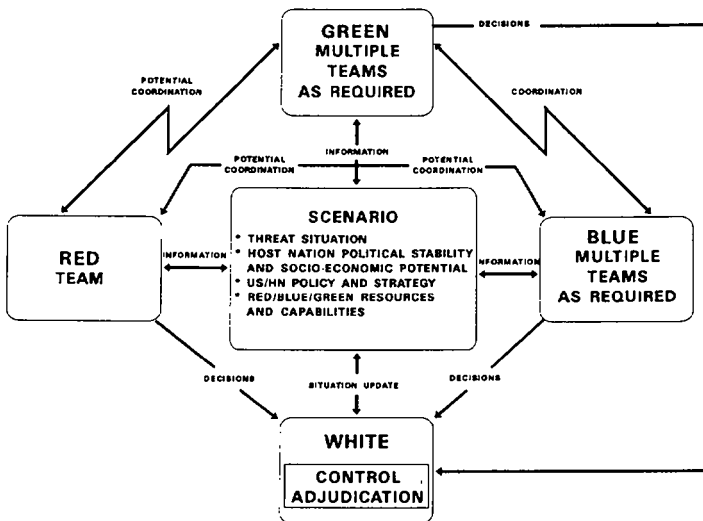 GREEN
MULTIPLE
TEAMS
AS REQUIRED
DECISIONS
POTENTIAL
COORDINATION
COORDINATION
INFORMATION
POTENTIAL
COORDINATION
POTENTIAL
COORDINATION
RED
TEAM
INFORMATION
SCENARIO
* THREAT SITUATION
* HOST NATION POLITICAL STABILITY
AND SOCIO-ECONOMIC POTENTIAL
* US/HN POLICY AND STRATEGY
* RED/BLUE/GREEN RESOURCES
AND CAPABILITIES
INFORMATION
BLUE
MULTIPLE
TEAMS
AS REQUIRED
DECISIONS
SITUATION UPDATE
DECISIONS
WHITE
CONTROL
ADJUDICATION